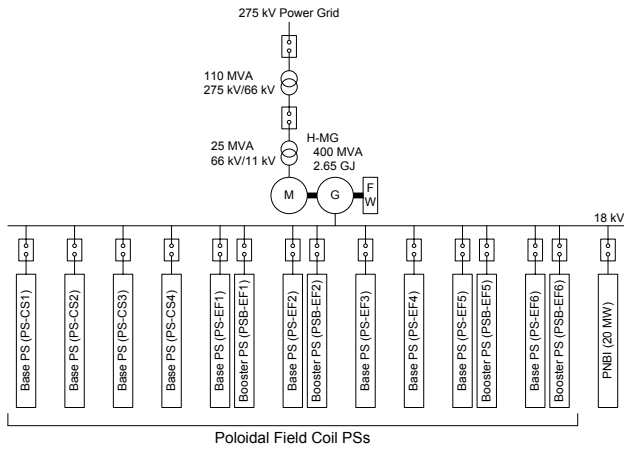 275 kV Power Grid
110 MVA
275 kV/66 kV
25 MVA
66 kV/11 kV
H-MG
400 MVA
2.65 GJ
M
G
F
W
18 kV
Base PS (PS-CS1)
Base PS (PS-CS2)
Base PS (PS-CS3)
Base PS (PS-CS4)
Base PS (PS-EF1)
Booster PS (PSB-EF1)
Base PS (PS-EF2)
Booster PS (PSB-EF2)
Base PS (PS-EF3)
Base PS (PS-EF4)
Base PS (PS-EF5)
Booster PS (PSB-EF5)
Base PS (PS-EF6)
Booster PS (PSB-EF6)
PNBI (20 MW)
Poloidal Field Coil PSs